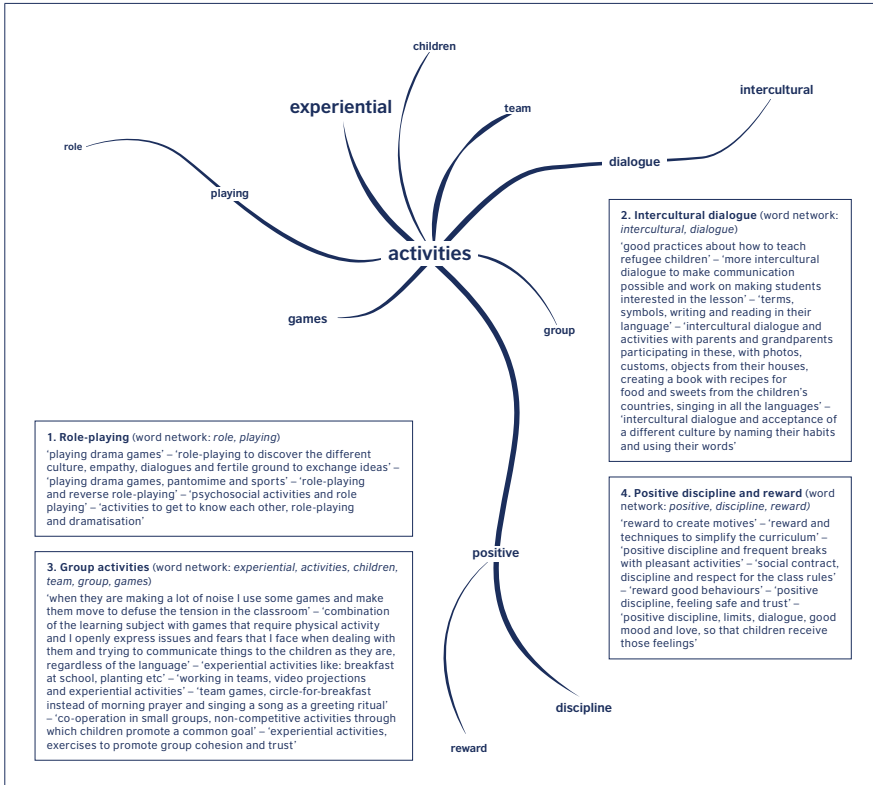 children
experiential
team
intercultural
role
dialogue
playing
activities
games
group
positive
discipline
reward
1. Role-playing (word network: role, playing)
‘playing drama games’ – ‘role-playing to discover the different
culture, empathy, dialogues and fertile ground to exchange ideas’ –
‘playing drama games, pantomime and sports’ – ‘role-playing
and reverse role-playing’ – ‘psychosocial activities and role
playing’ – ‘activities to get to know each other, role-playing
and dramatisation’
2. Intercultural dialogue (word network:
intercultural, dialogue)
‘good practices about how to teach
refugee children’ – ‘more intercultural
dialogue to make communication
possible and work on making students
interested in the lesson’ – ‘terms,
symbols, writing and reading in their
language’ – ‘intercultural dialogue and
activities with parents and grandparents
participating in these, with photos,
customs, objects from their houses,
creating a book with recipes for
food and sweets from the children’s
countries, singing in all the languages’ –
‘intercultural dialogue and acceptance of
a different culture by naming their habits
and using their words’
3. Group activities (word network: experiential, activities, children,
team, group, games)
‘when they are making a lot of noise I use some games and make
them move to defuse the tension in the classroom’ – ‘combination
of the learning subject with games that require physical activity
and I openly express issues and fears that I face when dealing with
them and trying to communicate things to the children as they are,
regardless of the language’ – ‘experiential activities like: breakfast
at school, planting etc’ – ‘working in teams, video projections
and experiential activities’ – ‘team games, circle-for-breakfast
instead of morning prayer and singing a song as a greeting ritual’
– ‘co-operation in small groups, non-competitive activities through
which children promote a common goal’ – ‘experiential activities,
exercises to promote group cohesion and trust’
4. Positive discipline and reward (word
network: positive, discipline, reward)
‘reward to create motives’ – ‘reward and
techniques to simplify the curriculum’ –
‘positive discipline and frequent breaks
with pleasant activities’ – ‘social contract,
discipline and respect for the class rules’
– ‘reward good behaviours’ – ‘positive
discipline, feeling safe and trust’ –
‘positive discipline, limits, dialogue, good
mood and love, so that children receive
those feelings’